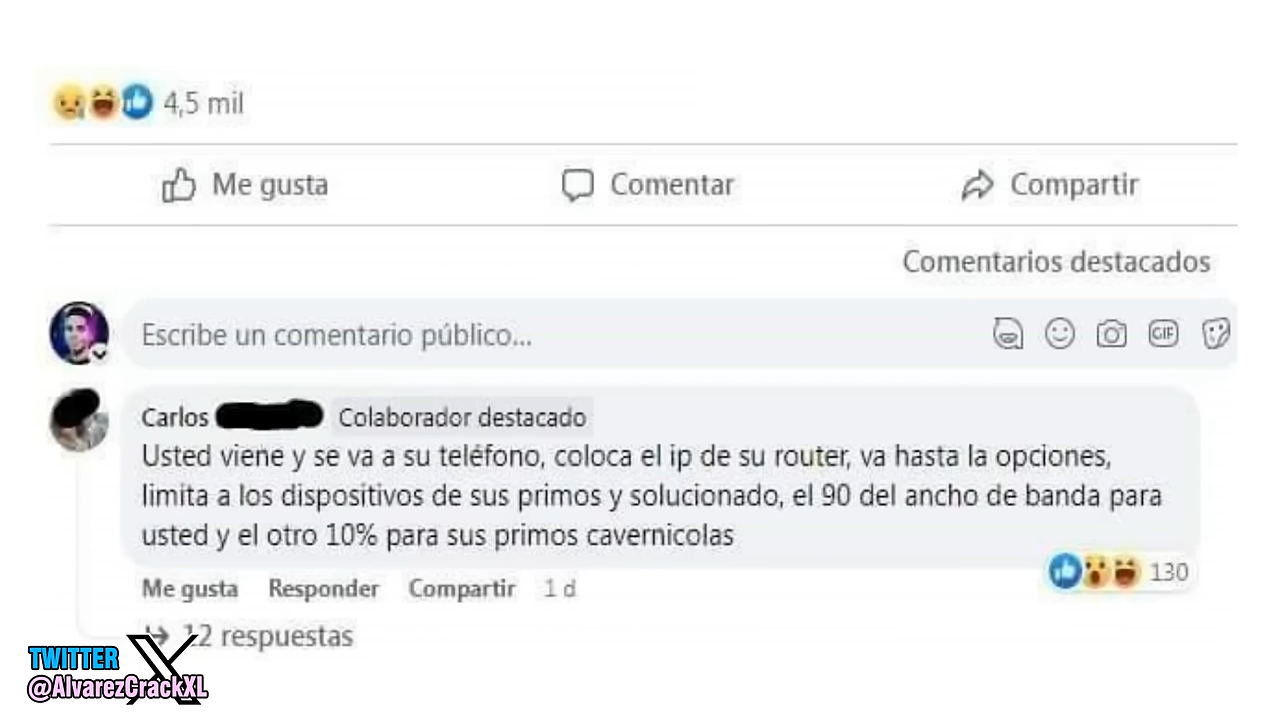 4,5 mil
Me gusta Comentar Compartir
Comentarios destacados
Escribe un comentario público...
GIF
Carlos Colaborador destacado
Usted viene y se va a su teléfono, coloca el ip de su router, va hasta la opciones,
limita a los dispositivos de sus primos y solucionado, el 90 del ancho de banda para
usted y el otro 10% para sus primos cavernicolas
Me gusta Responder Compartir 1 d
130
12 respuestas
TWITTER
@AlvarezCrackXL